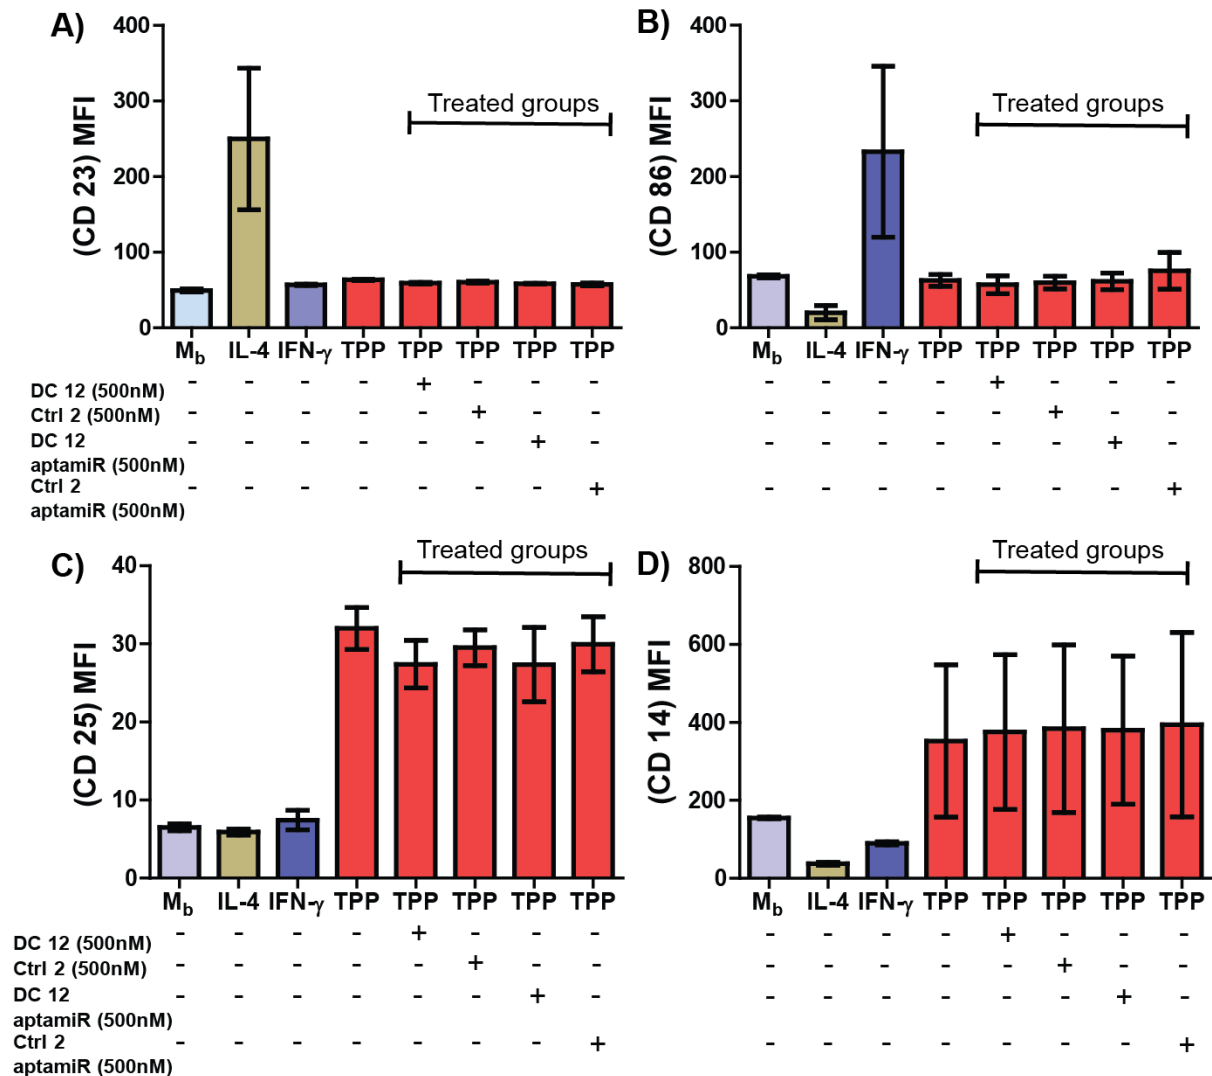 A)
(CD 23) MFI
400
300
200
100
0
Treated groups
M_b IL-4 IFN-γ TPP TPP TPP TPP TPP
DC 12 (500nM) - - - - + - - -
Ctrl 2 (500nM) - - - - - + - -
DC 12
aptamiR (500nM) - - - - - - + -
Ctrl 2
aptamiR (500nM) - - - - - - - +
B)
(CD 86) MFI
400
300
200
100
0
Treated groups
M_b IL-4 IFN-γ TPP TPP TPP TPP TPP
- - - - + - - -
- - - - - + - -
- - - - - - + -
- - - - - - - +
C)
(CD 25) MFI
40
30
20
10
0
Treated groups
M_b IL-4 IFN-γ TPP TPP TPP TPP TPP
DC 12 (500nM) - - - - + - - -
Ctrl 2 (500nM) - - - - - + - -
DC 12
aptamiR (500nM) - - - - - - + -
Ctrl 2
aptamiR (500nM) - - - - - - - +
D)
(CD 14) MFI
800
600
400
200
0
Treated groups
M_b IL-4 IFN-γ TPP TPP TPP TPP TPP
- - - - + - - -
- - - - - + - -
- - - - - - + -
- - - - - - - +